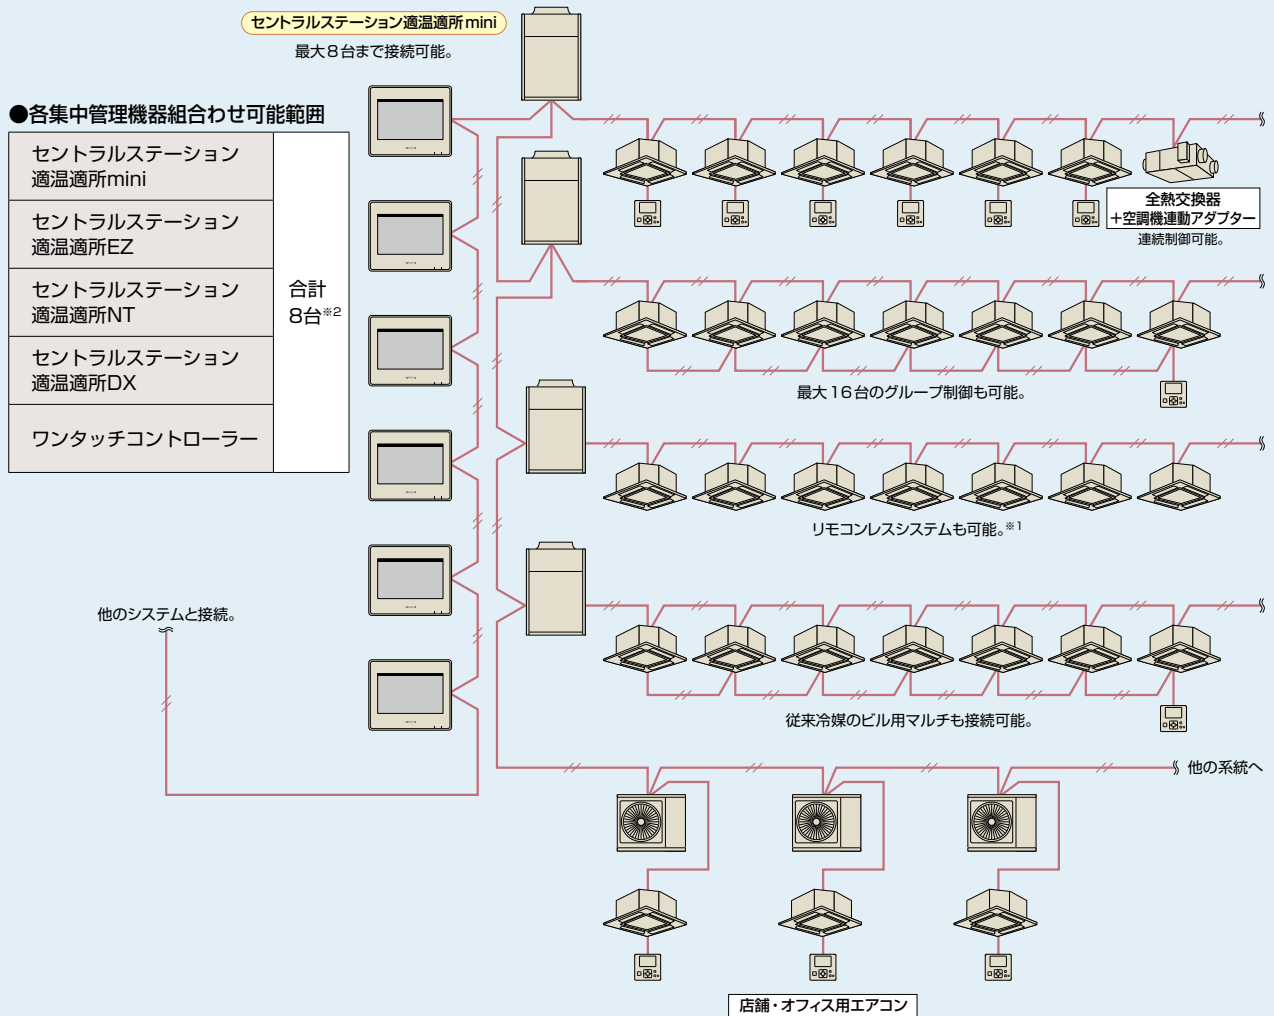 セントラルステーション適温適所mini
最大8台まで接続可能。
●各集中管理機器組合わせ可能範囲
セントラルステーション
適温適所mini
セントラルステーション
適温適所EZ
セントラルステーション
適温適所NT
セントラルステーション
適温適所DX
ワンタッチコントローラー
合計
8台※2
全熱交換器
＋空調機連動アダプター
連続制御可能。
最大16台のグループ制御も可能。
リモコンレスシステムも可能。※1
他のシステムと接続。
従来冷媒のビル用マルチも接続可能。
他の系統へ
店舗・オフィス用エアコン